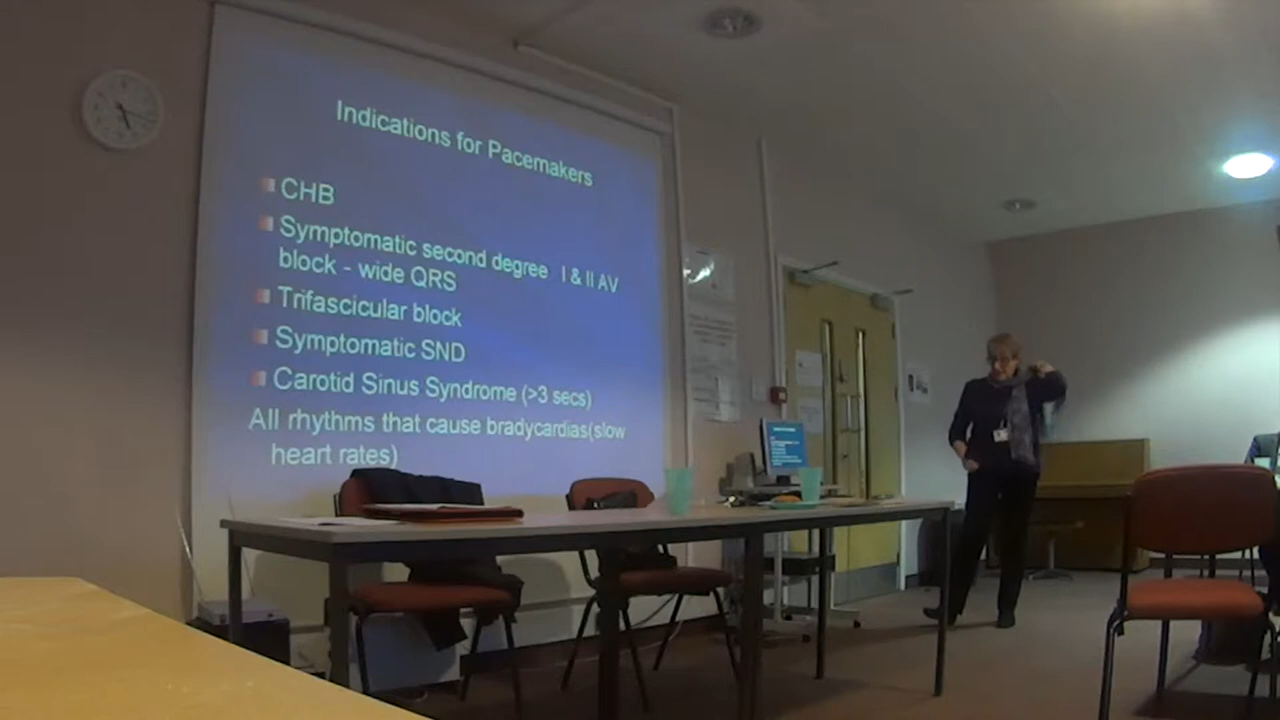 Indications for Pacemakers
CHB
Symptomatic second degree I & II AV
block - wide QRS
Trifascicular block
Symptomatic SND
Carotid Sinus Syndrome (>3 secs)
All rhythms that cause bradycardias(slow
heart rates)